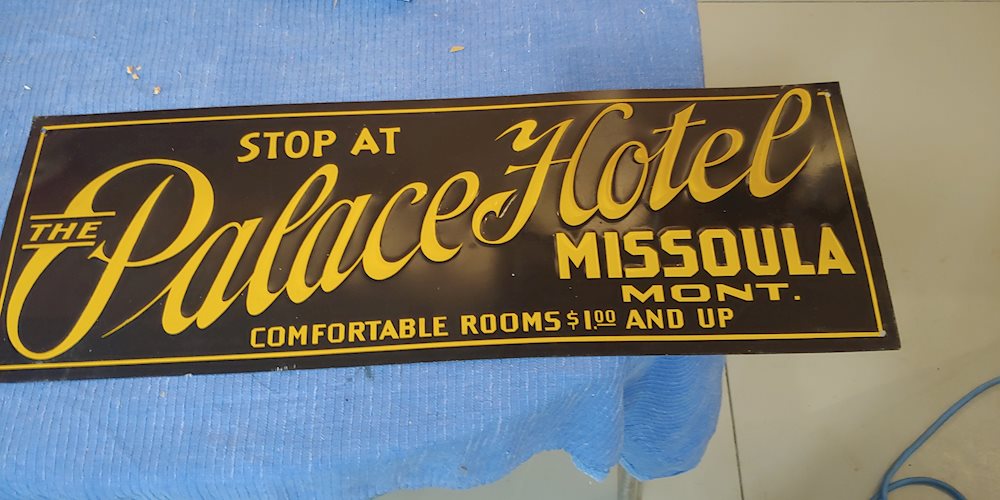 STOP AT
THE Palace Hotel
MISSOULA
MONT.
COMFORTABLE ROOMS $1.00 AND UP